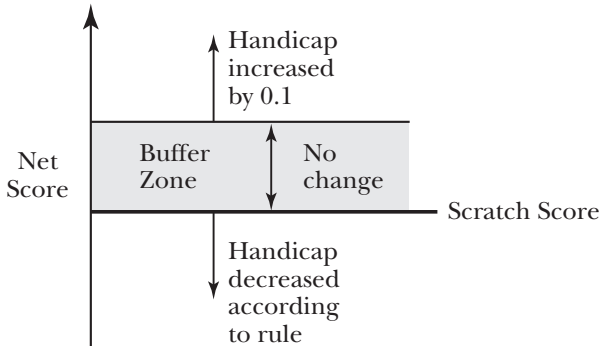 Handicap
increased
by 0.1
Net
Score
Buffer
Zone
No
change
Scratch Score
Handicap
decreased
according
to rule